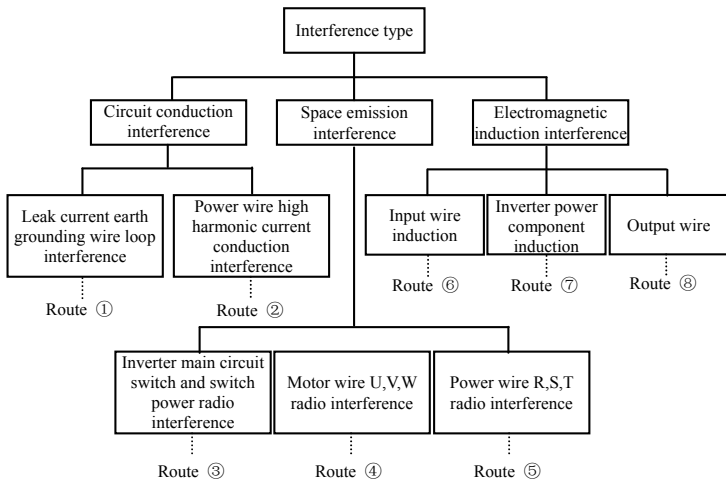 Interference type
Circuit conduction
interference
Space emission
interference
Electromagnetic
induction interference
Leak current earth
grounding wire loop
interference
Power wire high
harmonic current
conduction
interference
Input wire
induction
Inverter power
component
induction
Output wire
Route ①
Route ②
Route ⑥
Route ⑦
Route ⑧
Inverter main circuit
switch and switch
power radio
interference
Motor wire U,V,W
radio interference
Power wire R,S,T
radio interference
Route ③
Route ④
Route ⑤